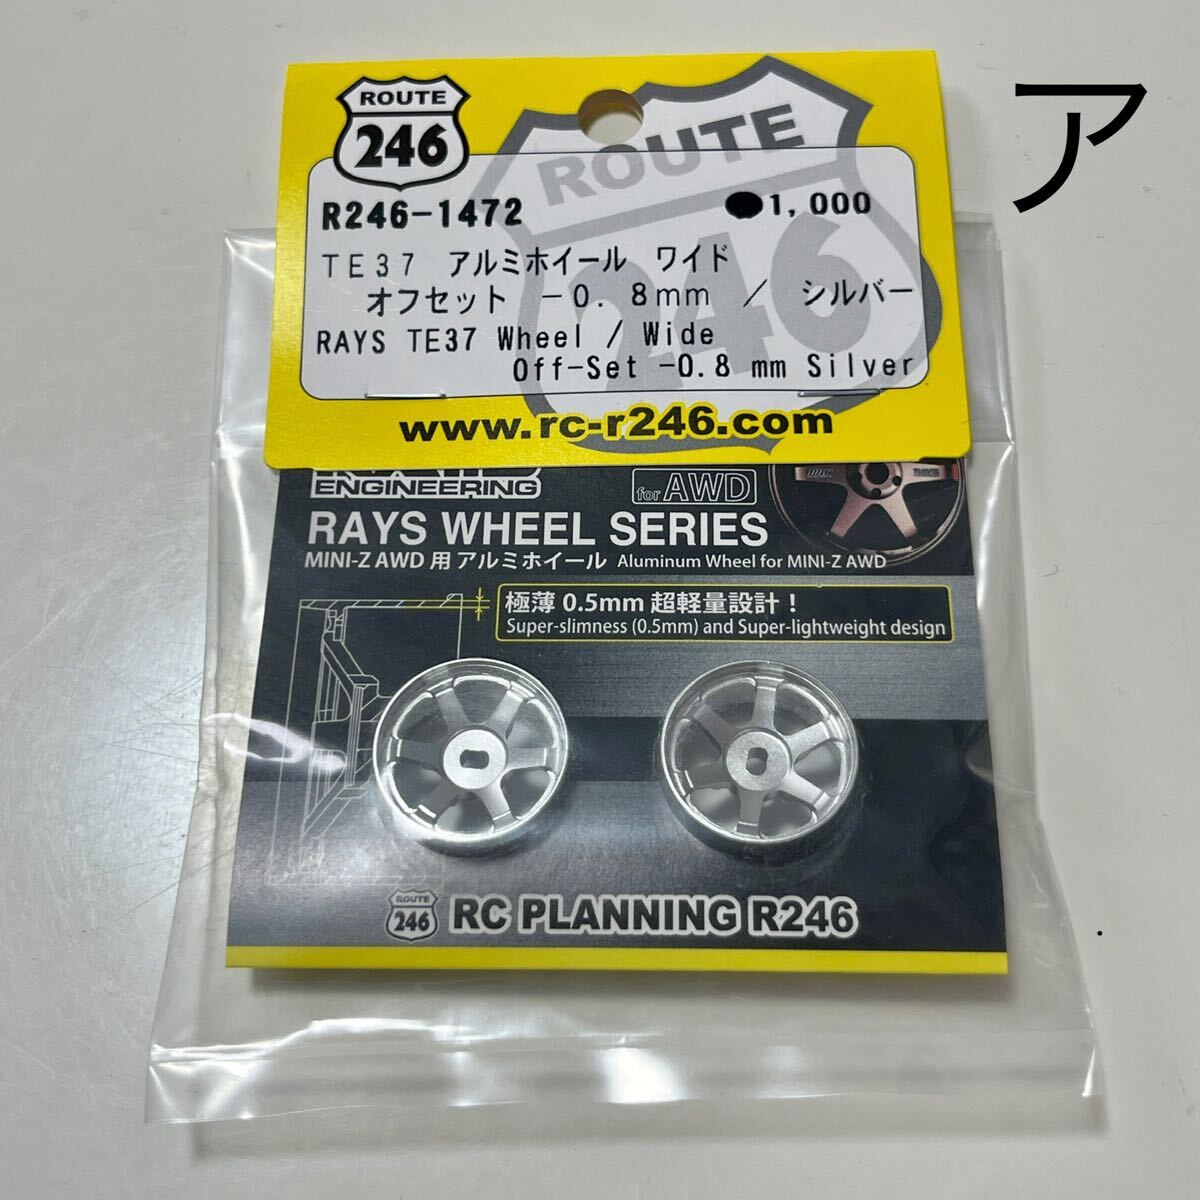 ア
ROUTE
246
ROUTE
246
R246-1472
●1,000
TE37 アルミホイール ワイド
オフセット -0.8mm / シルバー
RAYS TE37 Wheel / Wide
Off-Set -0.8 mm Silver
www.rc-r246.com
ENGINEERING
for AWD
RAYS
RAYS WHEEL SERIES
MINI-Z AWD 用 アルミホイール Aluminum Wheel for MINI-Z AWD
極薄 0.5mm 超軽量設計！
Super-slimness (0.5mm) and Super-lightweight design
ROUTE
246
RC PLANNING R246